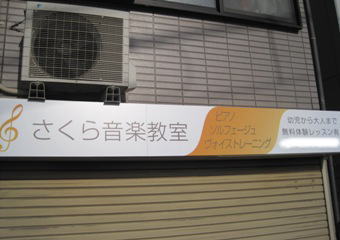 さくら音楽教室
ピアノ
ソルフェージュ
ヴォイストレーニング
幼児から大人まで
無料体験レッスン有